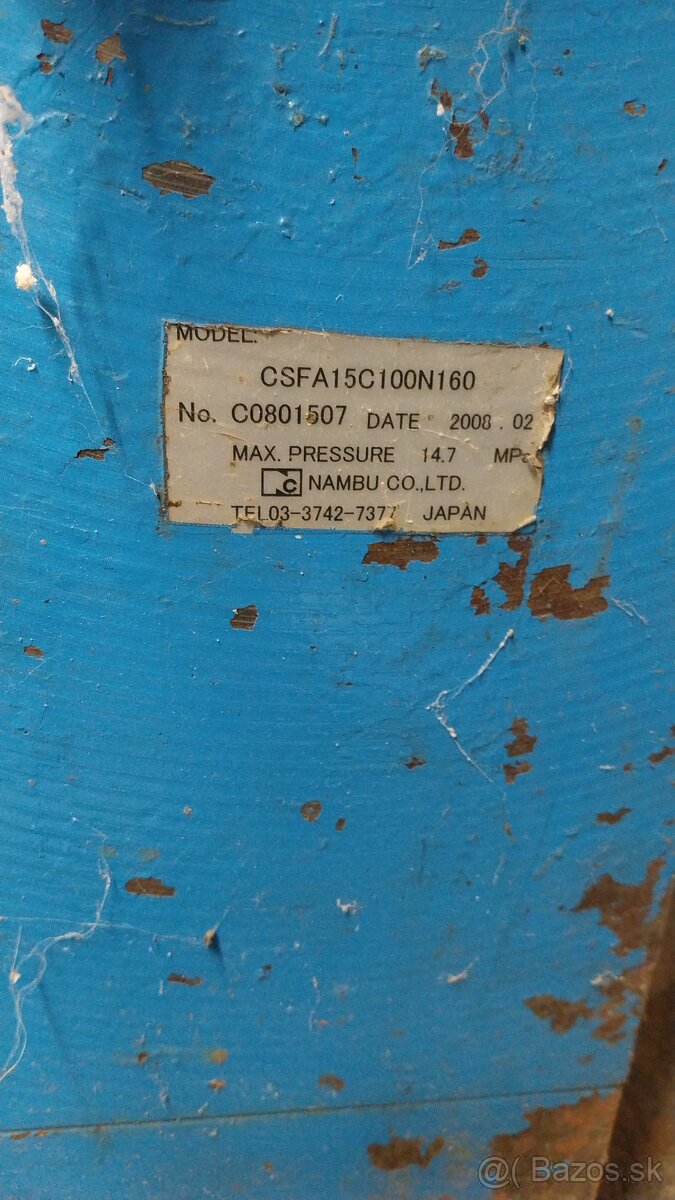 MODEL:
CSFA15C100N160
No. C0801507 DATE 2008.02
MAX. PRESSURE 14.7 MPa
NC NAMBU CO.,LTD.
TEL03-3742-7377 JAPAN
@( Bazos.sk